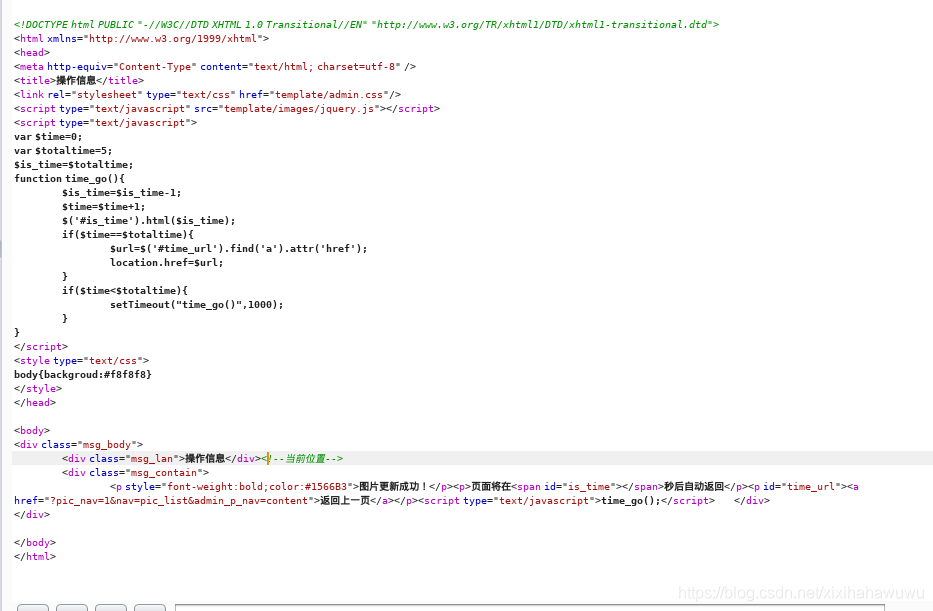 <!DOCTYPE html PUBLIC "-//W3C//DTD XHTML 1.0 Transitional//EN" "http://www.w3.org/TR/xhtml1/DTD/xhtml1-transitional.dtd">
<html xmlns="http://www.w3.org/1999/xhtml">
<head>
<meta http-equiv="Content-Type" content="text/html; charset=utf-8" />
<title>操作信息</title>
<link rel="stylesheet" type="text/css" href="template/admin.css"/>
<script type="text/javascript" src="template/images/jquery.js"></script>
<script type="text/javascript">
var $time=0;
var $totaltime=5;
$is_time=$totaltime;
function time_go(){
$is_time=$is_time-1;
$time=$time+1;
$('#is_time').html($is_time);
if($time==$totaltime){
$url=$('#time_url').find('a').attr('href');
location.href=$url;
}
if($time<$totaltime){
setTimeout("time_go()",1000);
}
}
</script>
<style type="text/css">
body{backgroud:#f8f8f8}
</style>
</head>
<body>
<div class="msg_body">
<div class="msg_lan">操作信息</div><!--当前位置-->
<div class="msg_contain">
<p style="font-weight:bold;color:#1566B3">图片更新成功！</p><p>页面将在<span id="is_time"></span>秒后自动返回</p><p id="time_url"><a
href="?pic_nav=1&nav=pic_list&admin_p_nav=content">返回上一页</a></p><script type="text/javascript">time_go();</script> </div>
</div>
</body>
</html>
https://blog.csdn.net/xixihahawuwu